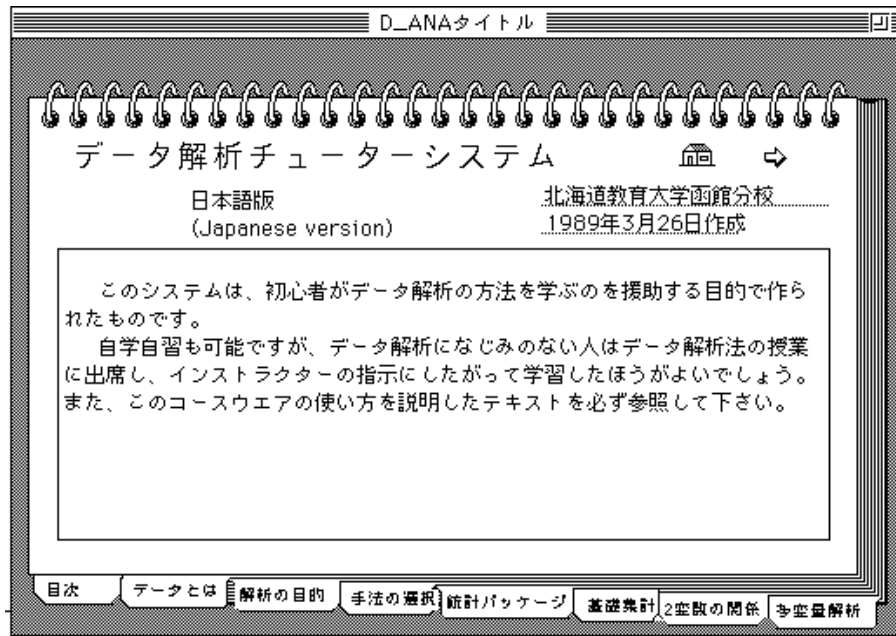 D_ANAタイトル
データ解析チューターシステム
日本語版
(Japanese version)
北海道教育大学函館分校
1989年3月26日作成
このシステムは、初心者がデータ解析の方法を学ぶのを援助する目的で作ら
れたものです。
自学自習も可能ですが、データ解析になじみのない人はデータ解析法の授業
に出席し、インストラクターの指示にしたがって学習したほうがよいでしょう。
また、このコースウエアの使い方を説明したテキストを必ず参照して下さい。
目次
データとは
解析の目的
手法の選択
統計パッケージ
基礎集計
2変数の関係
多変量解析